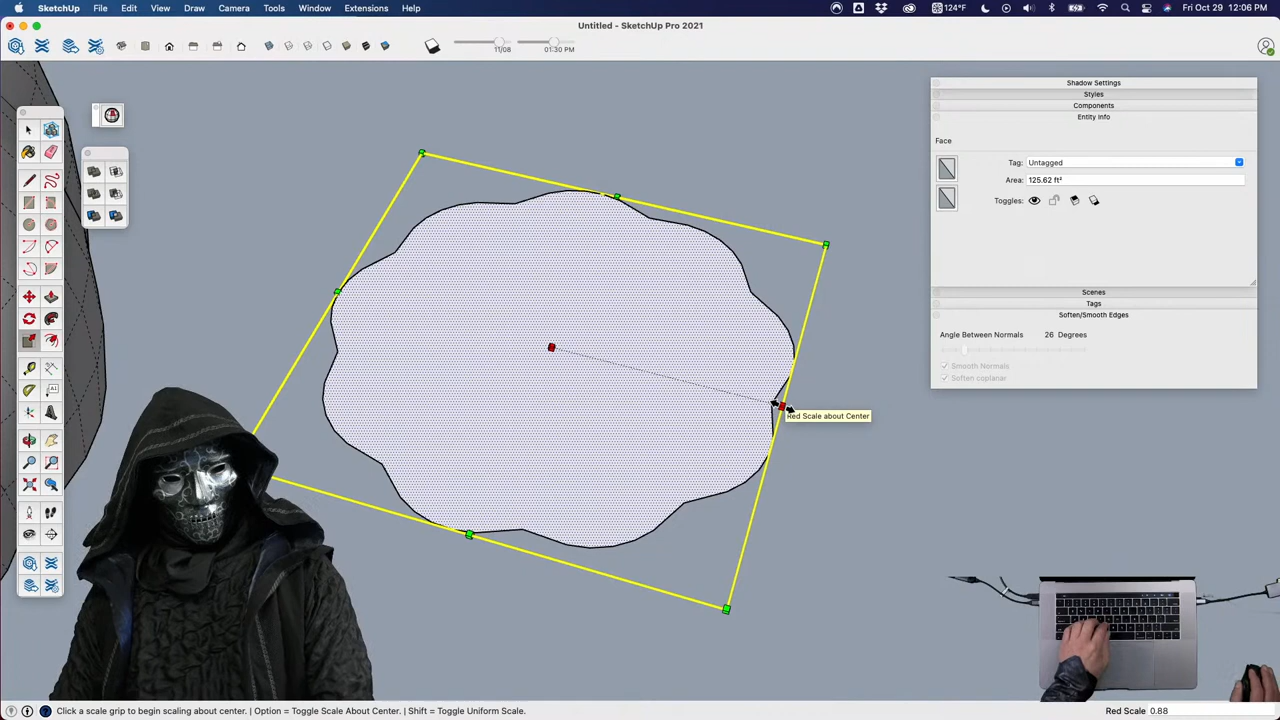 SketchUp File Edit View Draw Camera Tools Window Extensions Help 124°F Fri Oct 29 12:06 PM
Untitled - SketchUp Pro 2021
11/08 01:30 PM
Shadow Settings
Styles
Components
Entity Info
Face
Tag: Untagged
Area: 125.62 ft²
Toggles:
Scenes
Tags
Soften/Smooth Edges
Angle Between Normals 26 Degrees
Smooth Normals
Soften coplanar
Red Scale about Center
Click a scale grip to begin scaling about center. | Option = Toggle Scale About Center. | Shift = Toggle Uniform Scale. Red Scale 0.88